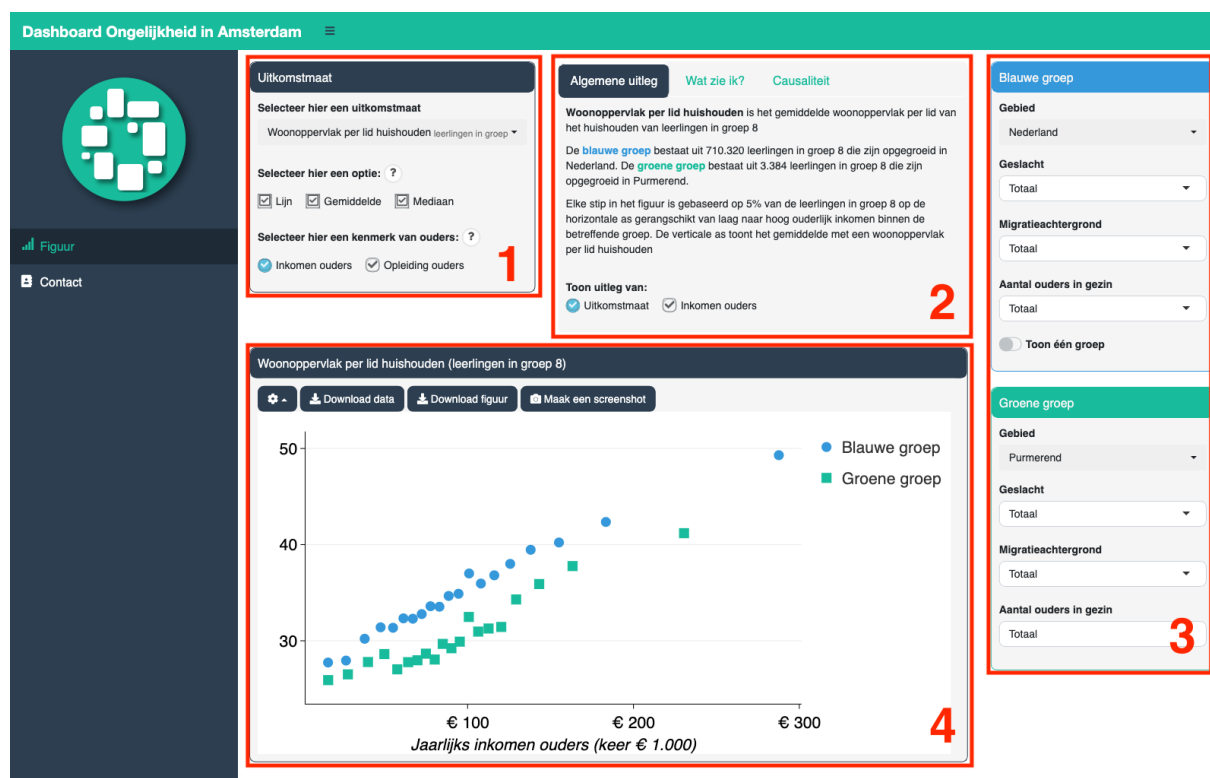 Dashboard Ongelijkheid in Amsterdam
Figuur
Contact
Uitkomstmaat
Selecteer hier een uitkomstmaat
Woonoppervlak per lid huishouden leerlingen in groep
Selecteer hier een optie: ?
Lijn Gemiddelde Mediaan
Selecteer hier een kenmerk van ouders: ?
Inkomen ouders Opleiding ouders
1
Algemene uitleg Wat zie ik? Causaliteit
Woonoppervlak per lid huishouden is het gemiddelde woonoppervlak per lid van
het huishouden van leerlingen in groep 8
De blauwe groep bestaat uit 710.320 leerlingen in groep 8 die zijn opgegroeid in
Nederland. De groene groep bestaat uit 3.384 leerlingen in groep 8 die zijn
opgegroeid in Purmerend.
Elke stip in het figuur is gebaseerd op 5% van de leerlingen in groep 8 op de
horizontale as gerangschikt van laag naar hoog ouderlijk inkomen binnen de
betreffende groep. De verticale as toont het gemiddelde met een woonoppervlak
per lid huishouden
Toon uitleg van:
Uitkomstmaat Inkomen ouders
2
Blauwe groep
Gebied
Nederland
Geslacht
Totaal
Migratieachtergrond
Totaal
Aantal ouders in gezin
Totaal
Toon één groep
Groene groep
Gebied
Purmerend
Geslacht
Totaal
Migratieachtergrond
Totaal
Aantal ouders in gezin
Totaal
3
Woonoppervlak per lid huishouden (leerlingen in groep 8)
Download data Download figuur Maak een screenshot
50
40
30
Blauwe groep
Groene groep
€ 100 € 200 € 300
Jaarlijks inkomen ouders (keer € 1.000)
4